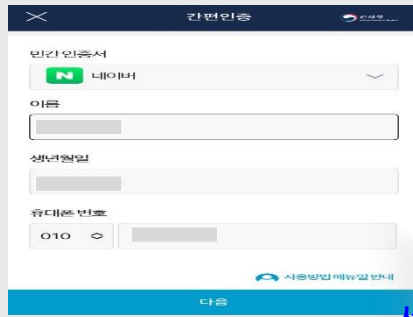 간편인증
민간 인증서
N 네이버
이름
생년월일
휴대폰 번호
010
사용방법 매뉴얼 안내
다음